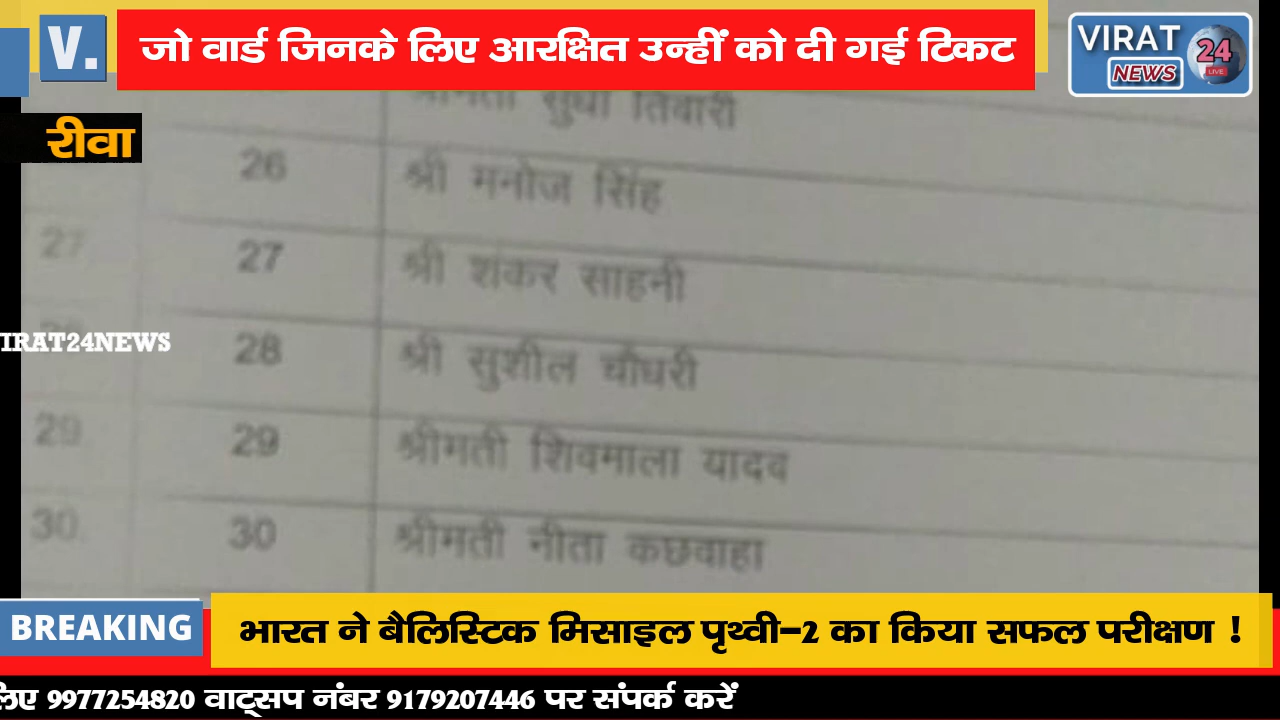 V.
जो वार्ड जिनके लिए आरक्षित उन्हीं को दी गई टिकट
VIRAT 24
NEWS LIVE
रीवा
श्रीमती सुधा तिवारी
26 श्री मनोज सिंह
27 27 श्री शंकर साहनी
28 श्री सुशील चौधरी
VIRAT24NEWS
29 29 श्रीमती शिवमाला यादव
30. 30 श्रीमती नीता कछवाहा
BREAKING
भारत ने बैलिस्टिक मिसाइल पृथ्वी-2 का किया सफल परीक्षण !
लिए 9977254820 वाट्सप नंबर 9179207446 पर संपर्क करें